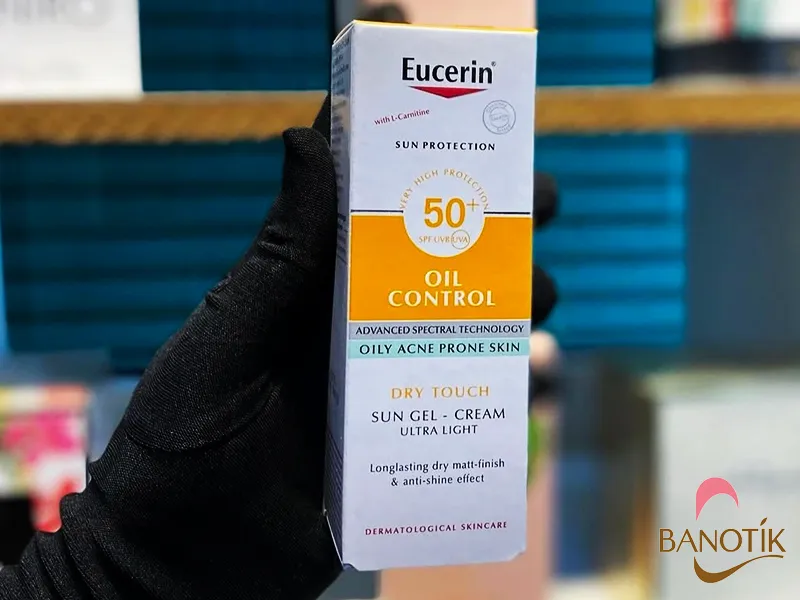 Eucerin®
with L-Carnitine
SUN PROTECTION
VERY HIGH PROTECTION
50+
SPF UVB UVA
OIL
CONTROL
ADVANCED SPECTRAL TECHNOLOGY
OILY ACNE PRONE SKIN
DRY TOUCH
SUN GEL - CREAM
ULTRA LIGHT
Longlasting dry matt-finish
& anti-shine effect
DERMATOLOGICAL SKINCARE
BANOTÍK